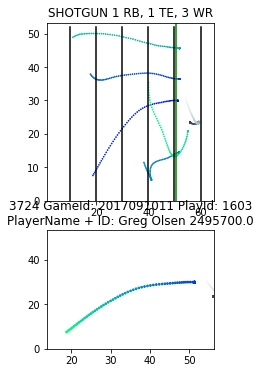 SHOTGUN 1 RB, 1 TE, 3 WR
50
40
30
20
10
0
20 40 60
3724 GameId: 2017091011 PlayId: 1603
PlayerName + ID: Greg Olsen 2495700.0
40
20
0
20 30 40 50